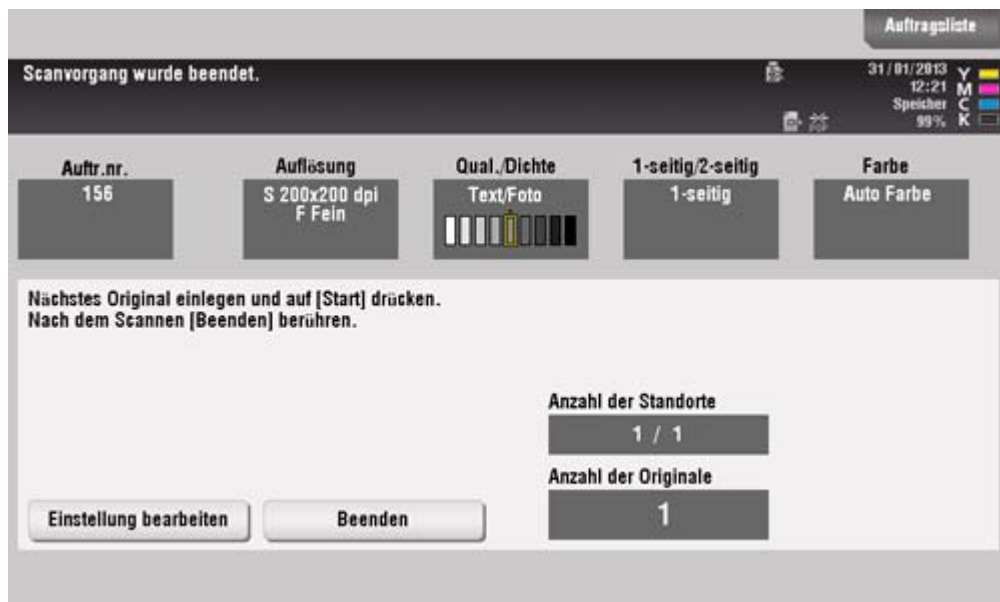 Auftragsliste
Scanvorgang wurde beendet.
31/01/2013
12:21
Speicher
99%
Y
M
C
K
Auftr.nr.
156
Auflösung
S 200x200 dpi
F Fein
Qual./Dichte
Text/Foto
1-seitig/2-seitig
1-seitig
Farbe
Auto Farbe
Nächstes Original einlegen und auf [Start] drücken.
Nach dem Scannen [Beenden] berühren.
Anzahl der Standorte
1 / 1
Anzahl der Originale
1
Einstellung bearbeiten
Beenden